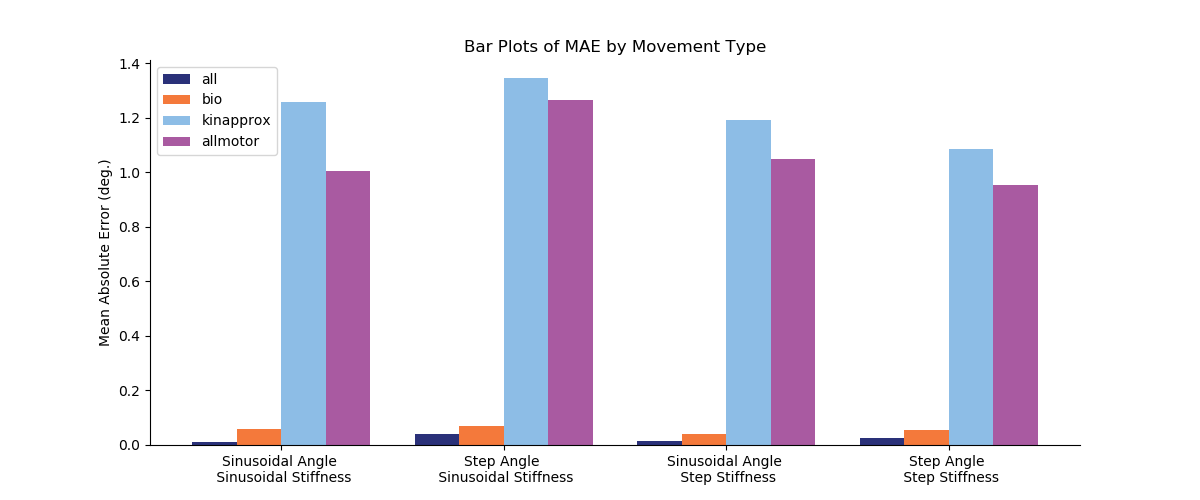 Bar Plots of MAE by Movement Type
Mean Absolute Error (deg.)
1.4
1.2
1.0
0.8
0.6
0.4
0.2
0.0
all
bio
kinapprox
allmotor
Sinusoidal Angle
Sinusoidal Stiffness
Step Angle
Sinusoidal Stiffness
Sinusoidal Angle
Step Stiffness
Step Angle
Step Stiffness